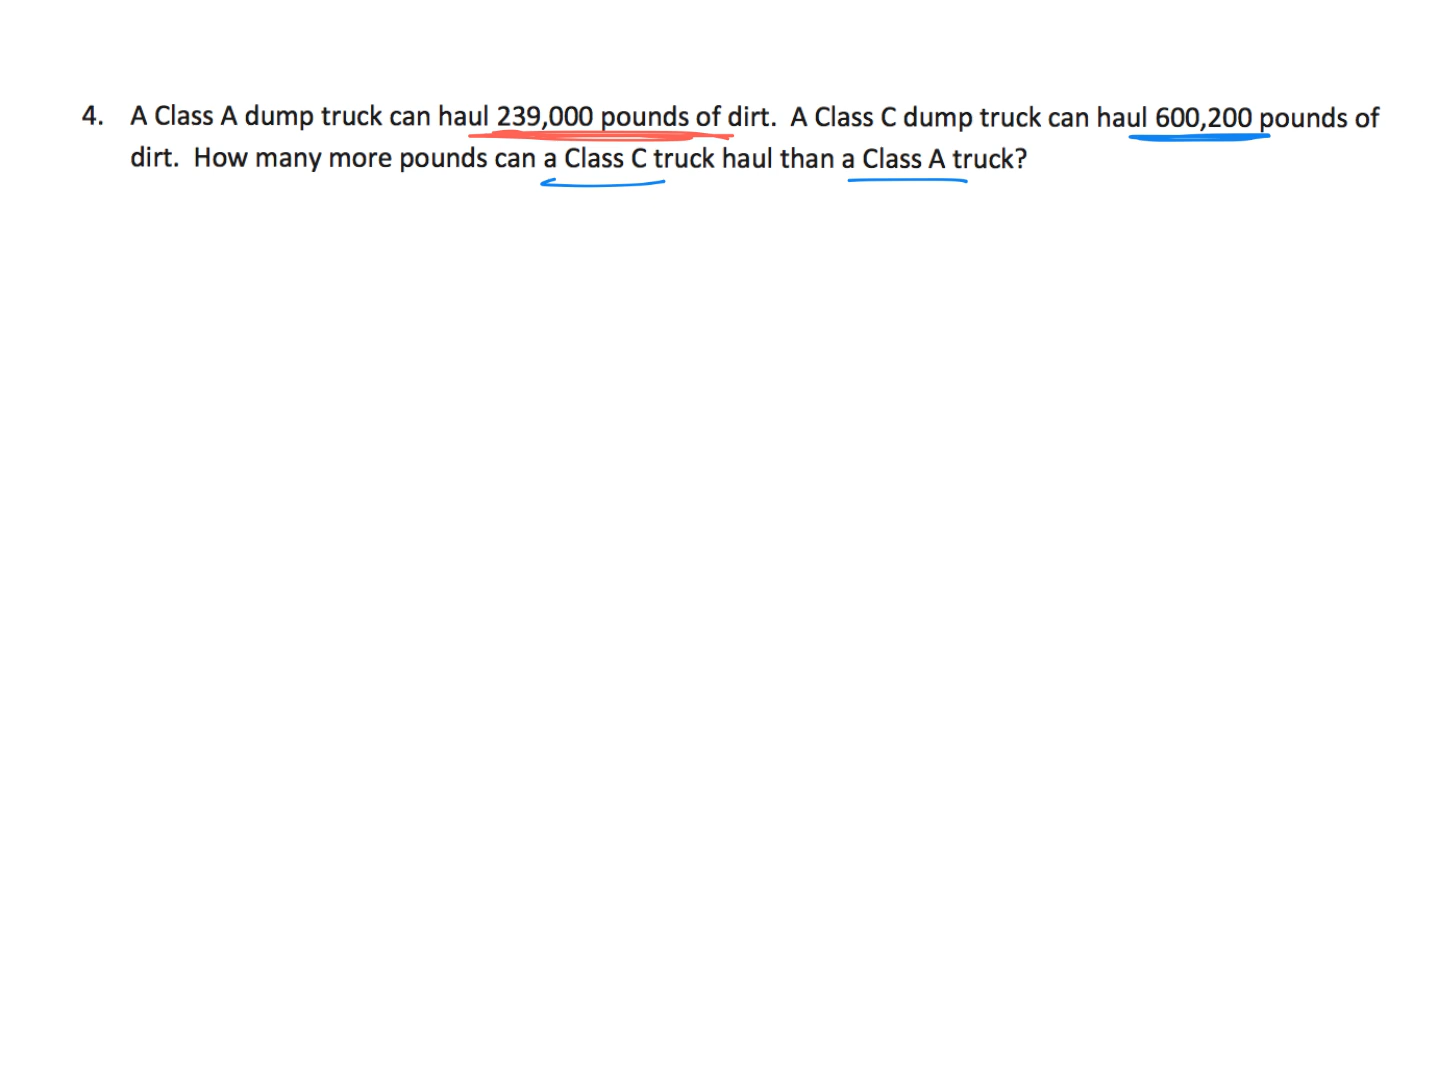 4. A Class A dump truck can haul 239,000 pounds of dirt. A Class C dump truck can haul 600,200 pounds of
dirt. How many more pounds can a Class C truck haul than a Class A truck?